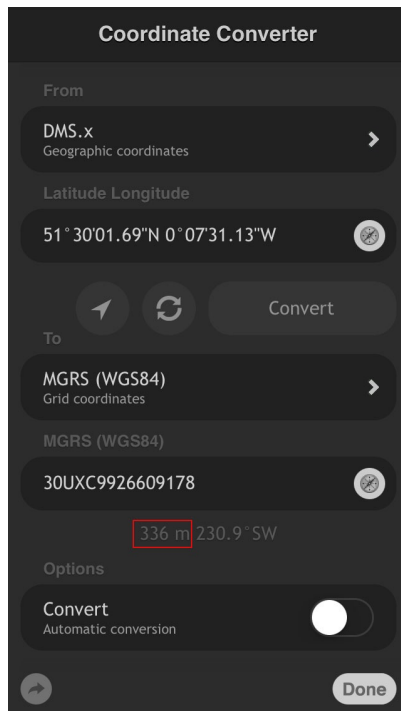 Coordinate Converter
From
DMS.x
Geographic coordinates
Latitude Longitude
51°30'01.69"N 0°07'31.13"W
Convert
To
MGRS (WGS84)
Grid coordinates
MGRS (WGS84)
30UXC9926609178
336 m 230.9°SW
Options
Convert
Automatic conversion
Done